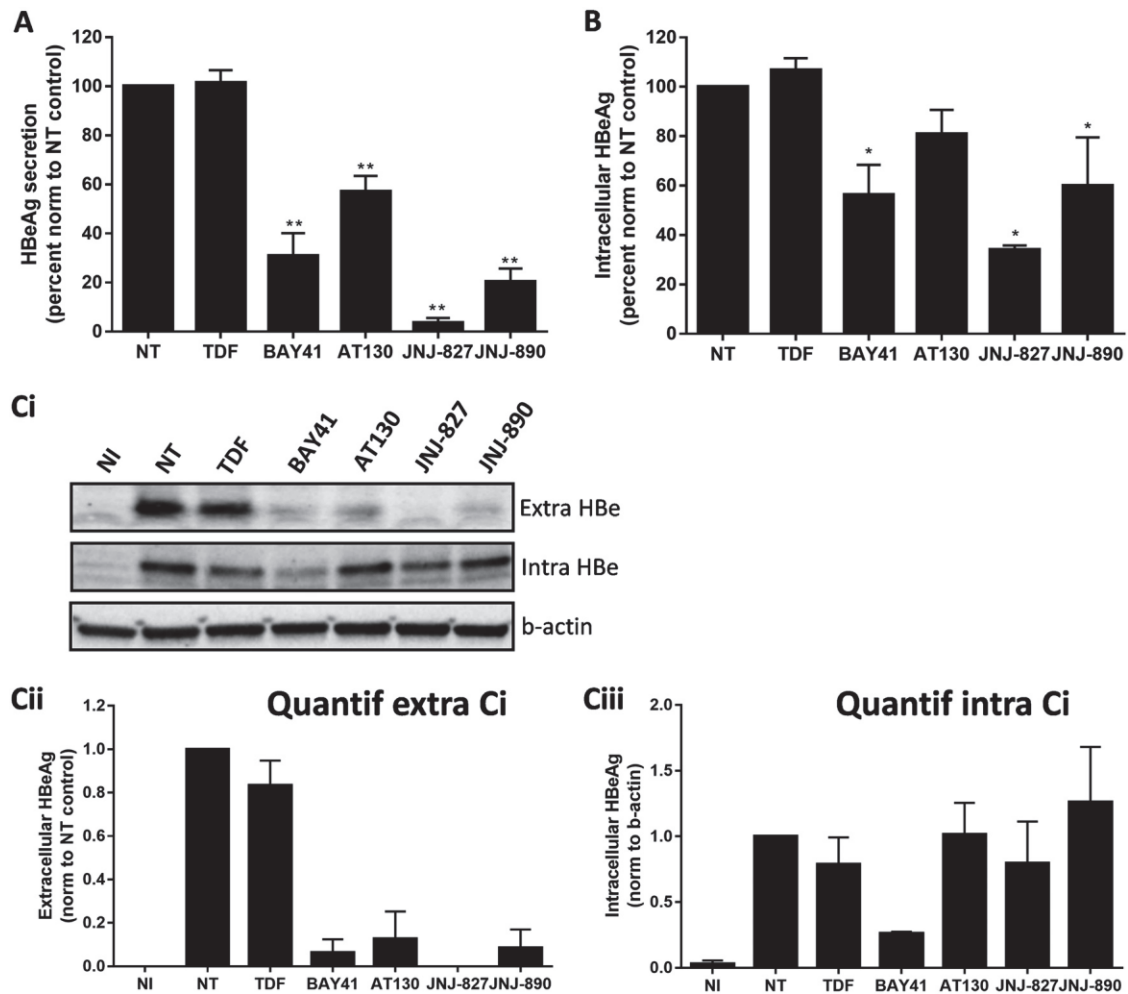 A
HBeAg secretion
(percent norm to NT control)
120
100
80
60
40
20
0
** ** ** **
NT TDF BAY41 AT130 JNJ-827 JNJ-890
B
Intracellular HBeAg
(percent norm to NT control)
120
100
80
60
40
20
0
* * *
NT TDF BAY41 AT130 JNJ-827 JNJ-890
Ci
NI NT TDF BAY41 AT130 JNJ-827 JNJ-890
Extra HBe
Intra HBe
b-actin
Cii
Quantif extra Ci
Extracellular HBeAg
(norm to NT control)
1.2
1.0
0.8
0.6
0.4
0.2
0.0
NI NT TDF BAY41 AT130 JNJ-827 JNJ-890
Ciii
Quantif intra Ci
Intracellular HBeAg
(norm to b-actin)
2.0
1.5
1.0
0.5
0.0
NI NT TDF BAY41 AT130 JNJ-827 JNJ-890